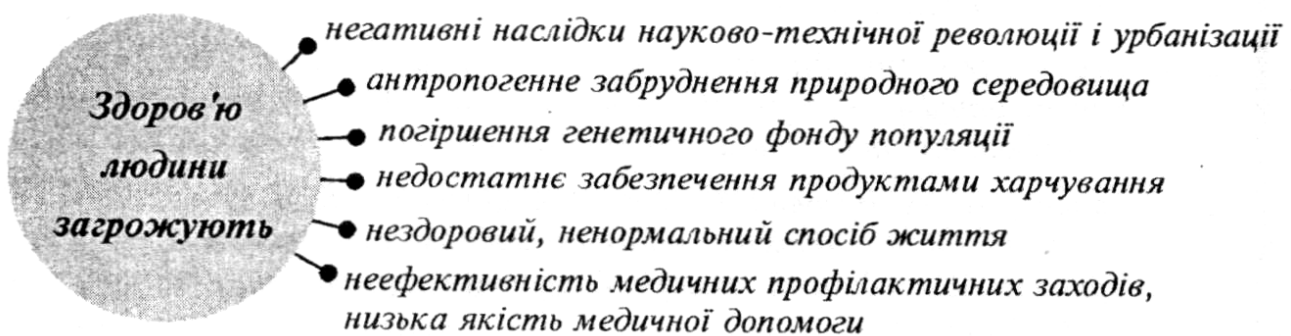 Здоров'ю
людини
загрожують
негативні наслідки науково-технічної революції і урбанізації
антропогенне забруднення природного середовища
погіршення генетичного фонду популяції
недостатнє забезпечення продуктами харчування
нездоровий, ненормальний спосіб життя
неефективність медичних профілактичних заходів,
низька якість медичної допомоги